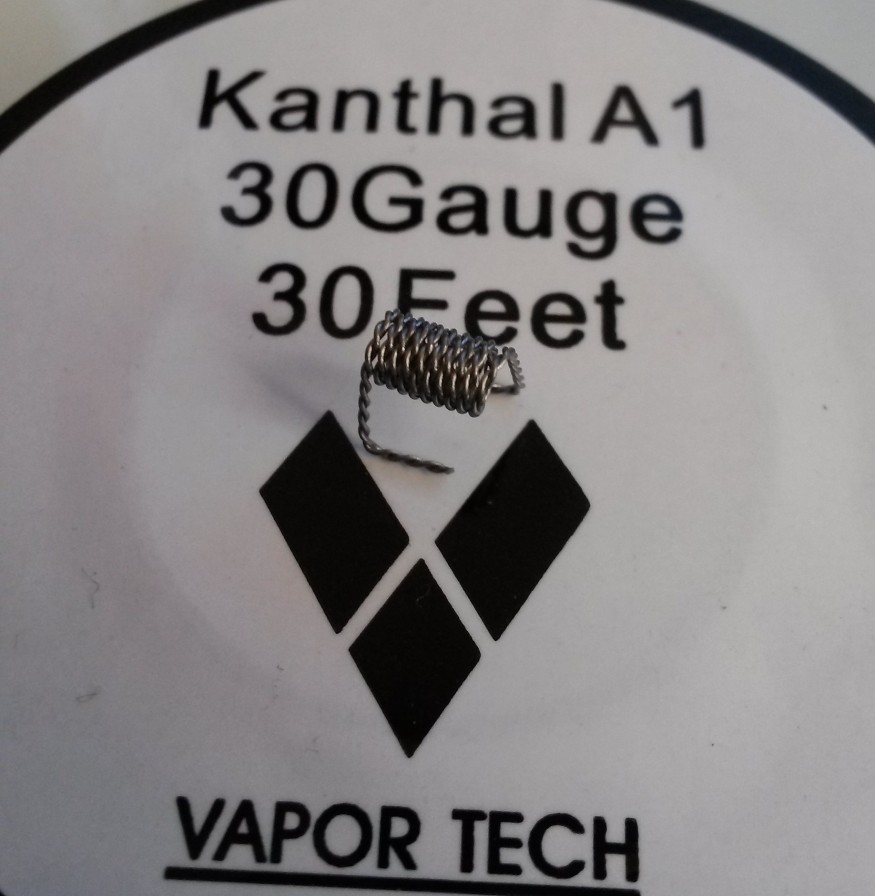 Kanthal A1
30Gauge
30Feet
VAPOR TECH